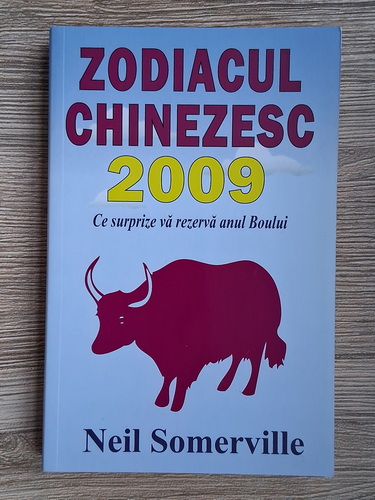 ZODIACUL
CHINEZESC
2009
Ce surprize vă rezervă anul Boului
Neil Somerville